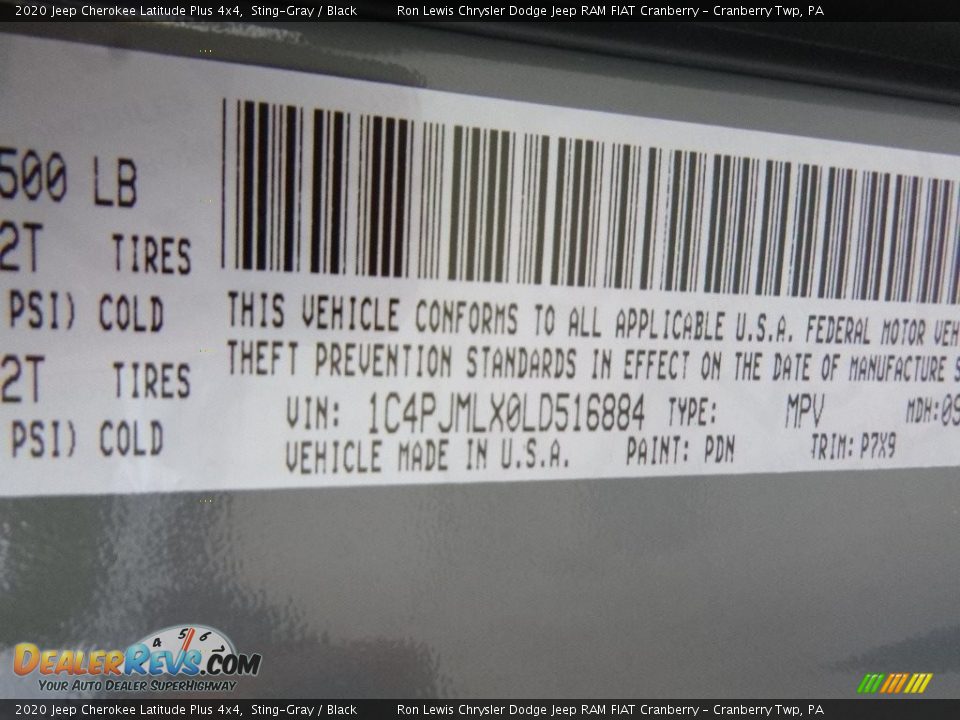 2020 Jeep Cherokee Latitude Plus 4x4, Sting-Gray / Black Ron Lewis Chrysler Dodge Jeep RAM FIAT Cranberry - Cranberry Twp, PA
500 LB
2T TIRES
PSI) COLD
2T TIRES
PSI) COLD
THIS VEHICLE CONFORMS TO ALL APPLICABLE U.S.A. FEDERAL MOTOR VEH
THEFT PREVENTION STANDARDS IN EFFECT ON THE DATE OF MANUFACTURE S
VIN: 1C4PJMLX0LD516884 TYPE: MPV MDH:09
VEHICLE MADE IN U.S.A. PAINT: PDN TRIM: P7X9
4 5 6
DealerRevs.com
Your Auto Dealer SuperHighway
2020 Jeep Cherokee Latitude Plus 4x4, Sting-Gray / Black Ron Lewis Chrysler Dodge Jeep RAM FIAT Cranberry - Cranberry Twp, PA